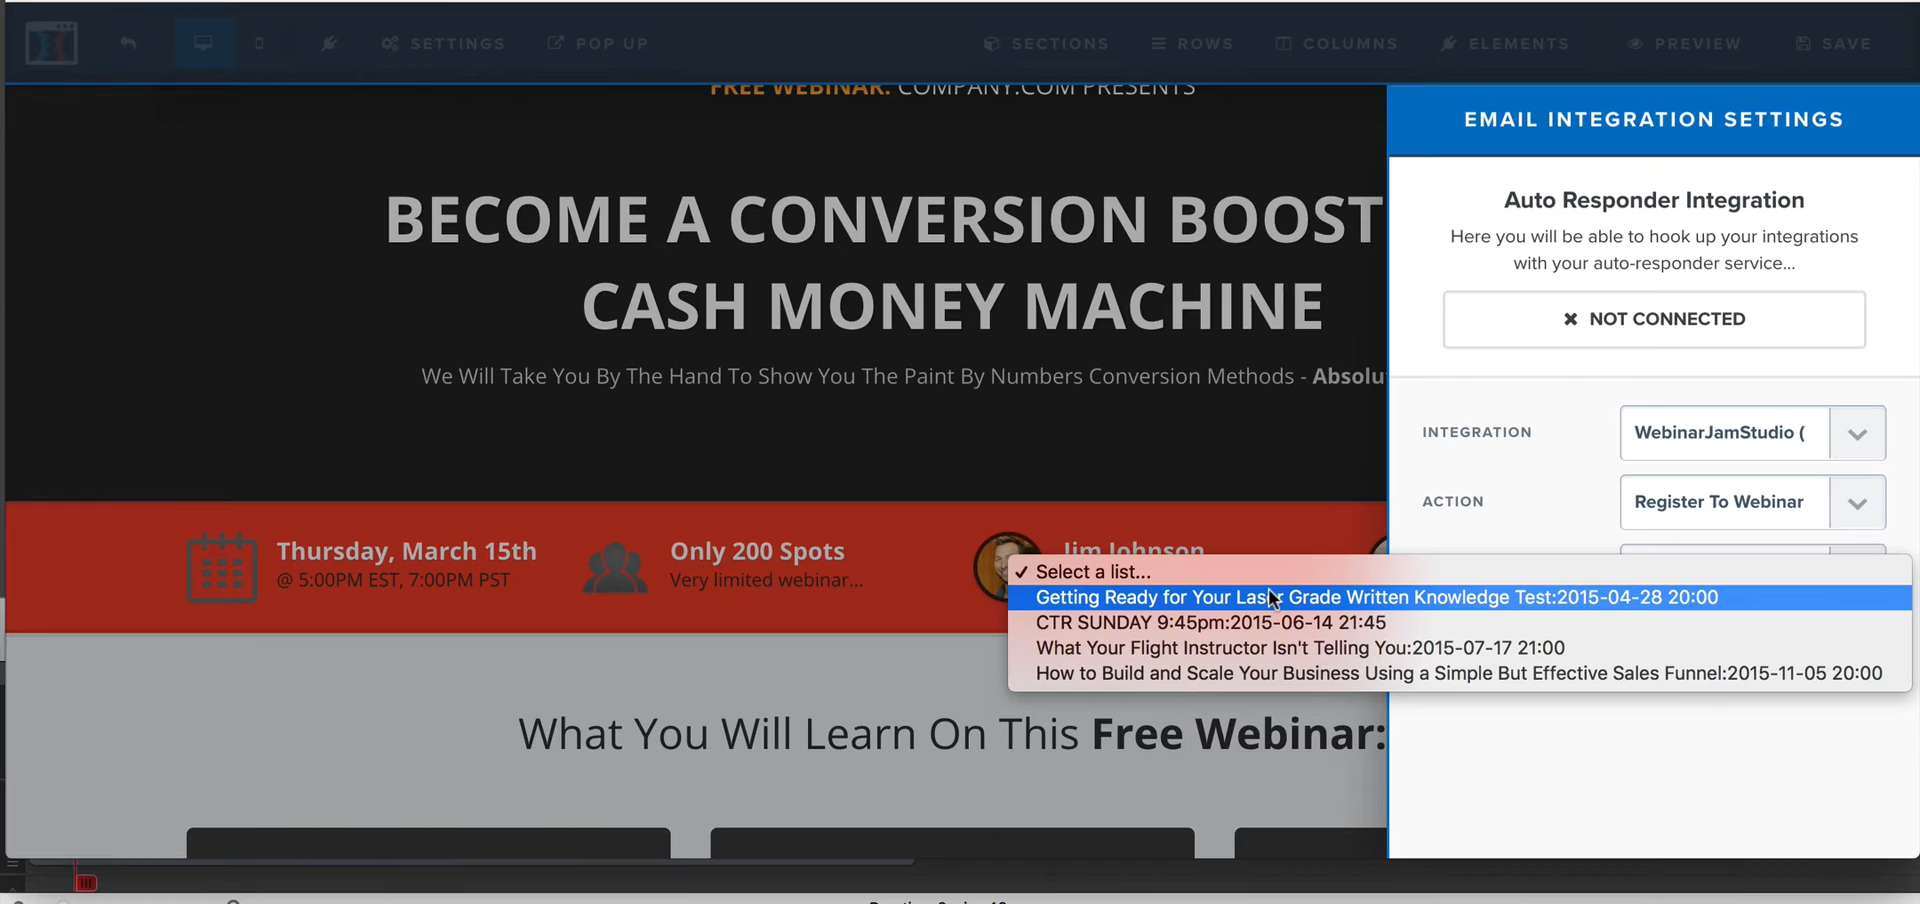 SETTINGS
POP UP
SECTIONS
ROWS
COLUMNS
ELEMENTS
PREVIEW
SAVE
FREE WEBINAR: COMPANY.COM PRESENTS
BECOME A CONVERSION BOOST
CASH MONEY MACHINE
We Will Take You By The Hand To Show You The Paint By Numbers Conversion Methods - Absolu
Thursday, March 15th
@ 5:00PM EST, 7:00PM PST
Only 200 Spots
Very limited webinar...
Jim Johnson
What You Will Learn On This Free Webinar:
EMAIL INTEGRATION SETTINGS
Auto Responder Integration
Here you will be able to hook up your integrations
with your auto-responder service...
NOT CONNECTED
INTEGRATION
WebinarJamStudio (
ACTION
Register To Webinar
✓ Select a list...
Getting Ready for Your Laser Grade Written Knowledge Test:2015-04-28 20:00
CTR SUNDAY 9:45pm:2015-06-14 21:45
What Your Flight Instructor Isn't Telling You:2015-07-17 21:00
How to Build and Scale Your Business Using a Simple But Effective Sales Funnel:2015-11-05 20:00